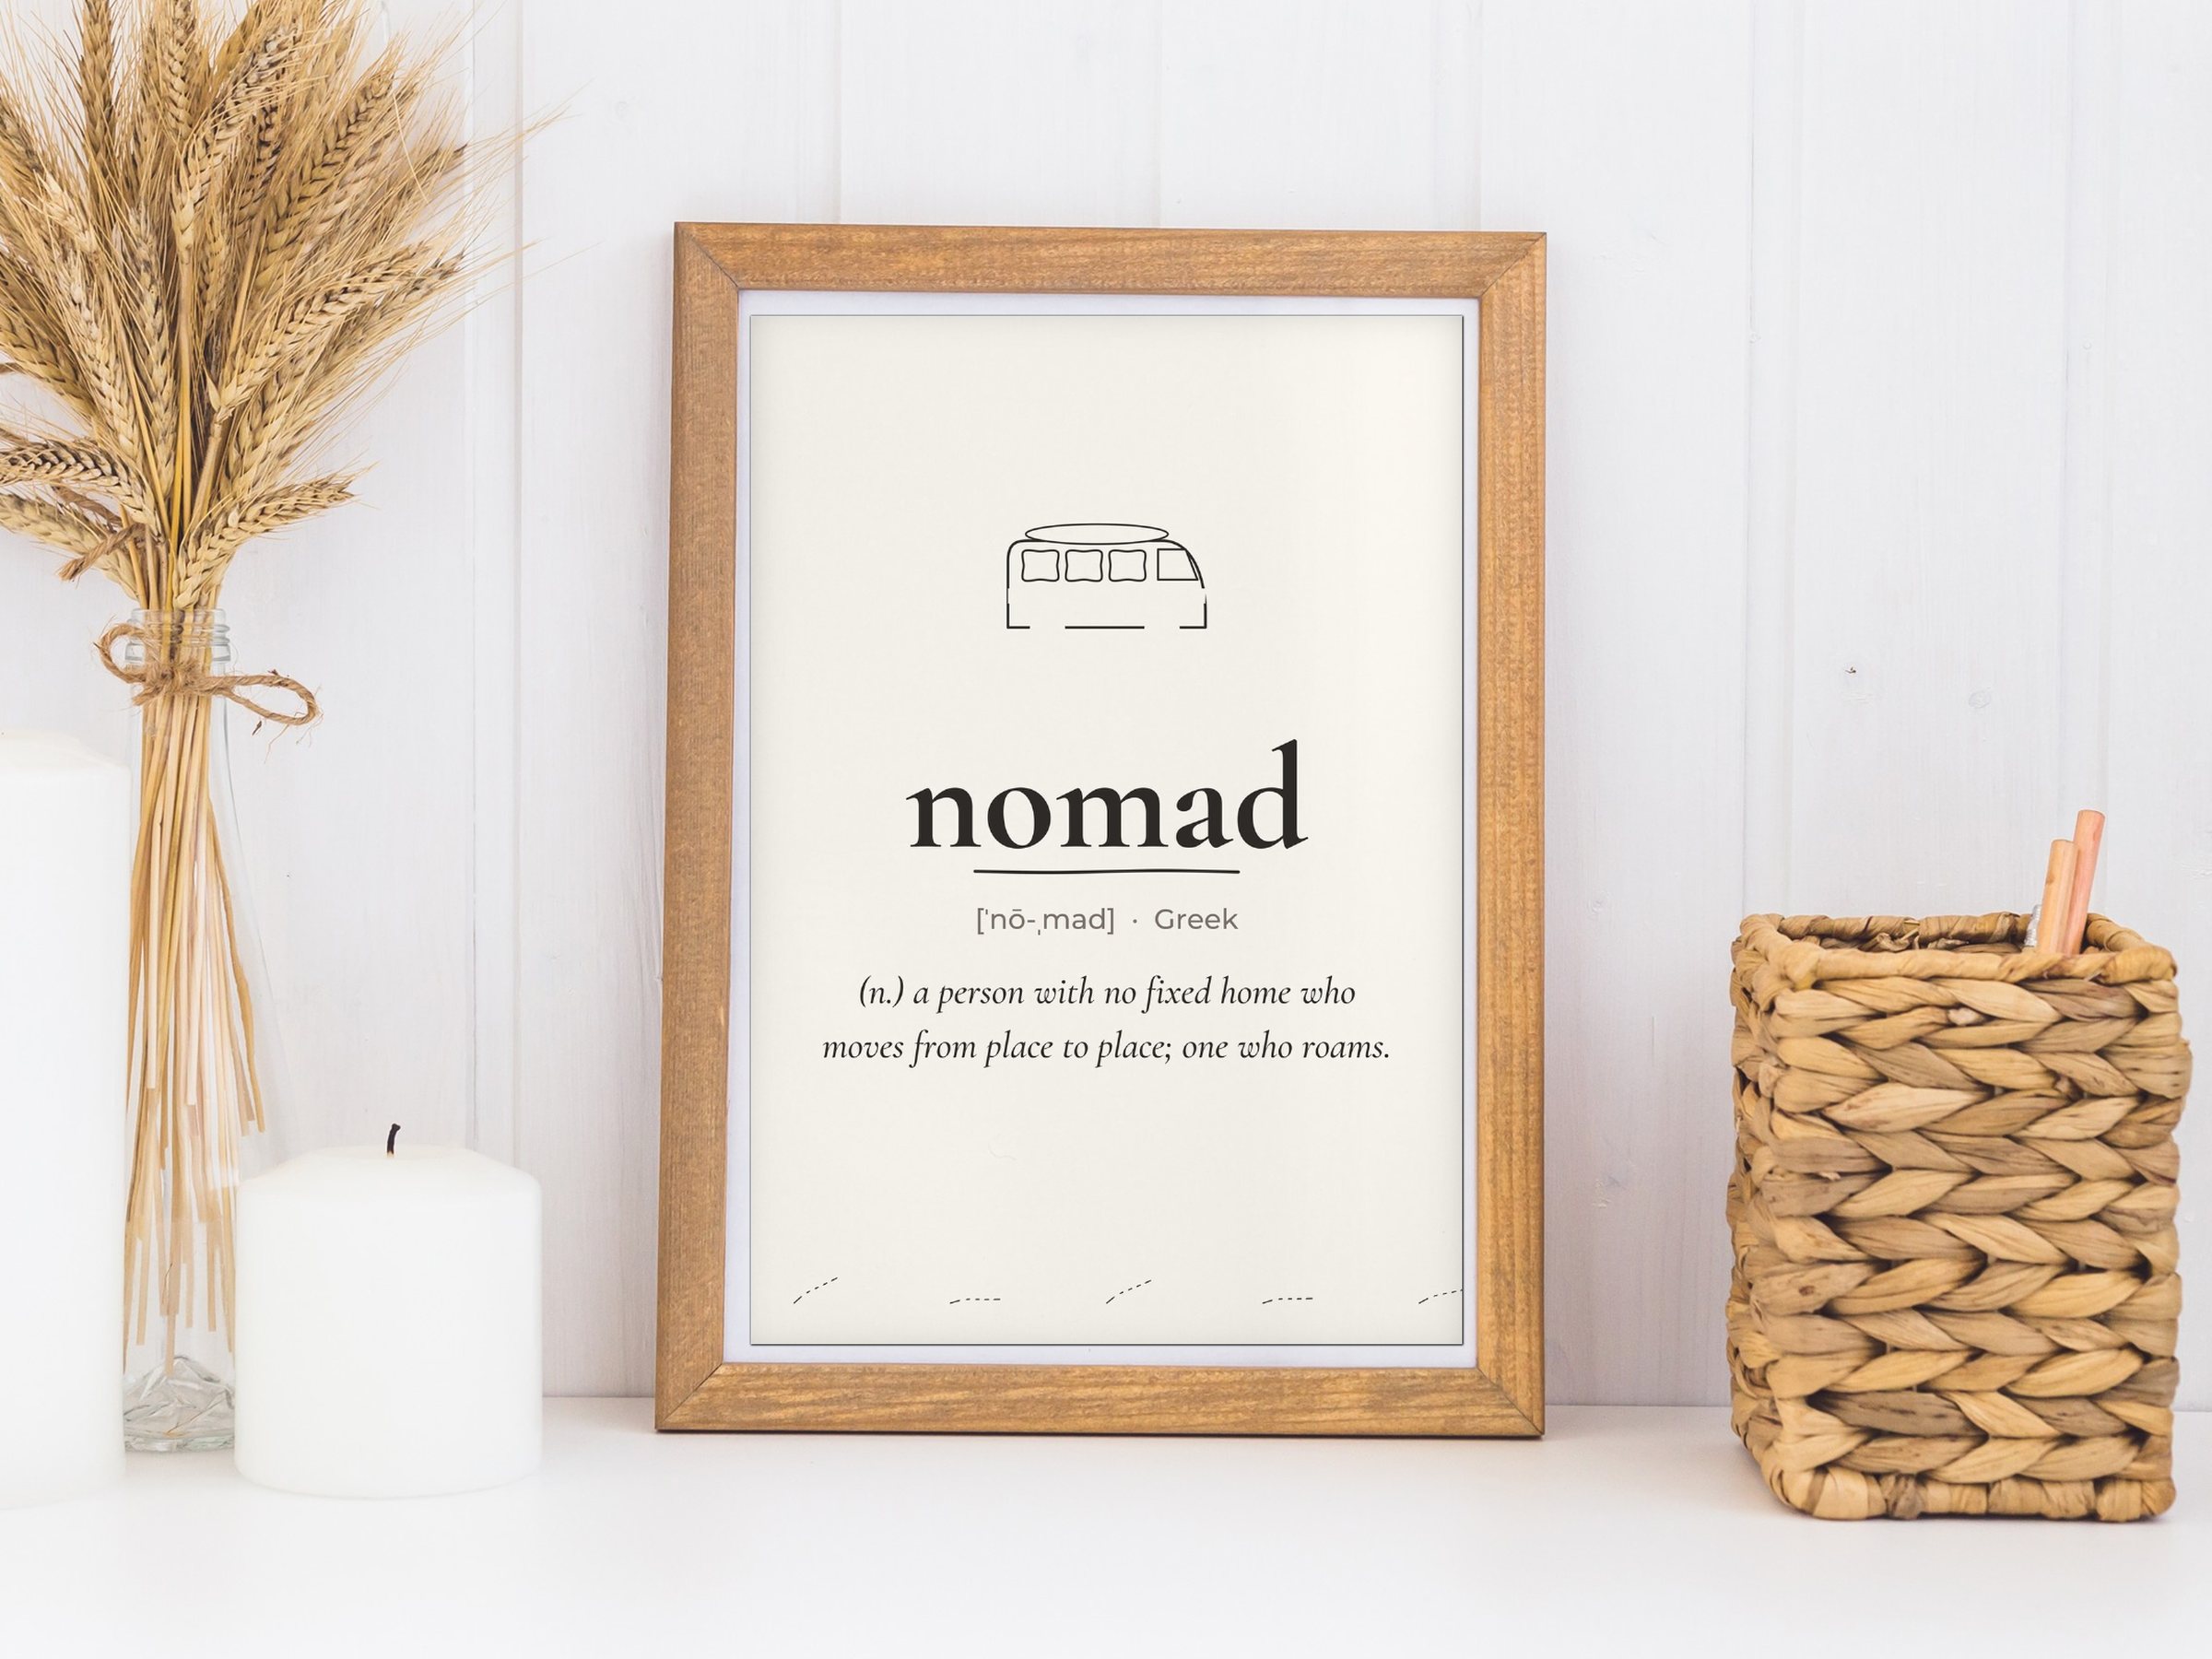 nomad
[ˈnō-ˌmad] · Greek
(n.) a person with no fixed home who
moves from place to place; one who roams.